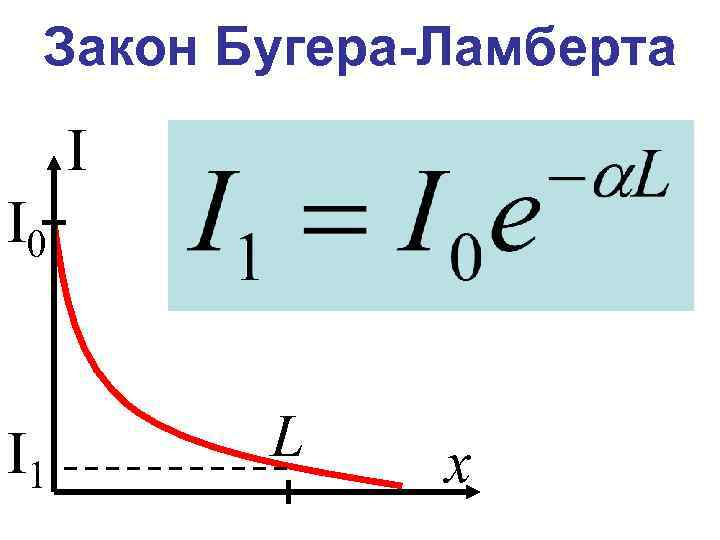 Закон Бугера-Ламберта
I
I₁ = I₀e^{-αL}
I₀
L
I₁
x